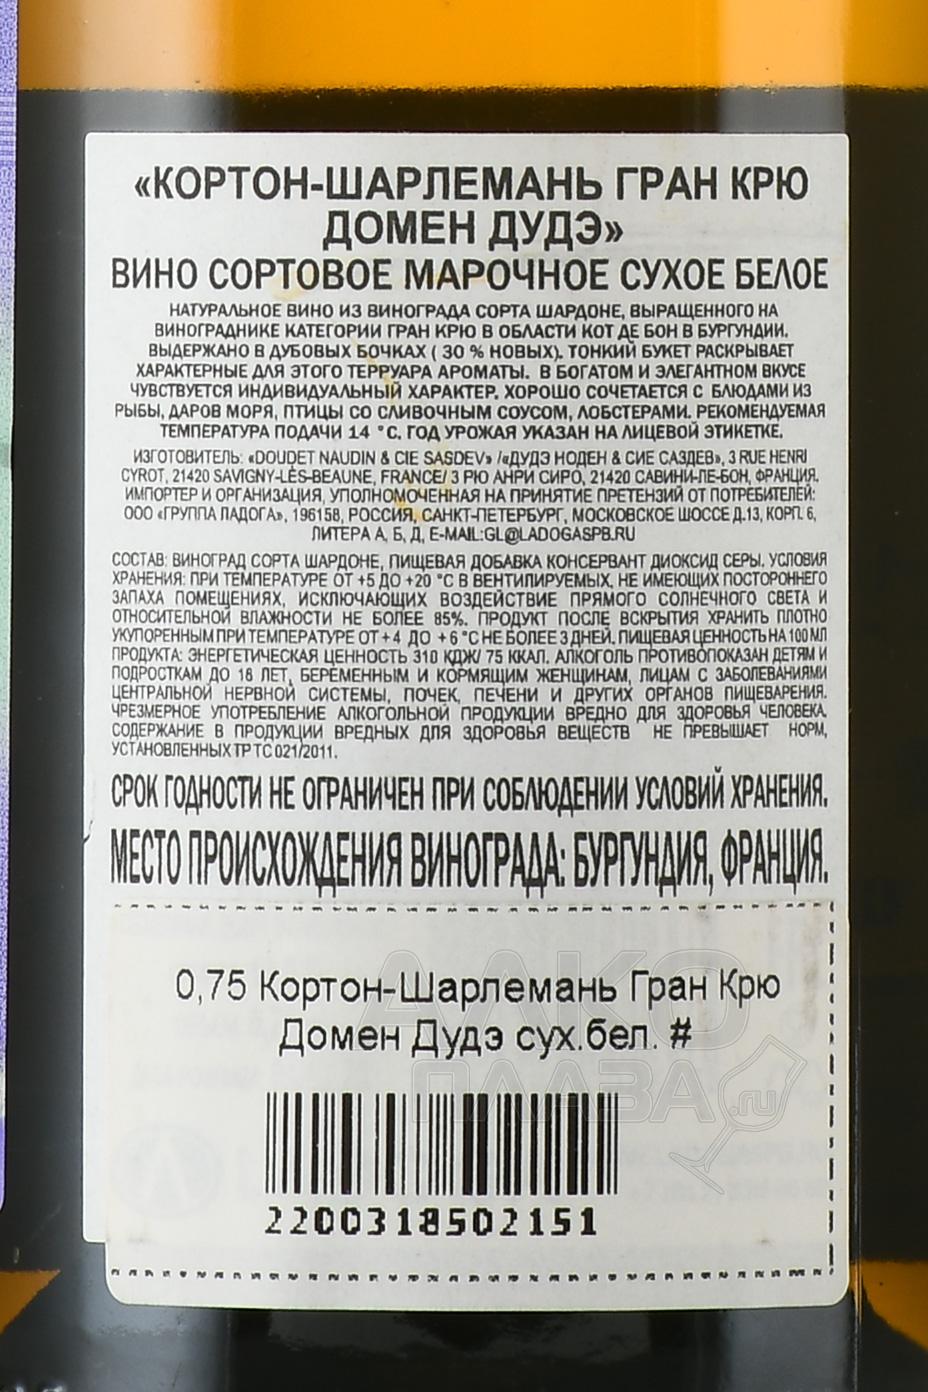 «КОРТОН-ШАРЛЕМАНЬ ГРАН КРЮ
ДОМЕН ДУДЭ»
ВИНО СОРТОВОЕ МАРОЧНОЕ СУХОЕ БЕЛОЕ
НАТУРАЛЬНОЕ ВИНО ИЗ ВИНОГРАДА СОРТА ШАРДОНЕ, ВЫРАЩЕННОГО НА
ВИНОГРАДНИКЕ КАТЕГОРИИ ГРАН КРЮ В ОБЛАСТИ КОТ ДЕ БОН В БУРГУНДИИ.
ВЫДЕРЖАНО В ДУБОВЫХ БОЧКАХ ( 30 % НОВЫХ). ТОНКИЙ БУКЕТ РАСКРЫВАЕТ
ХАРАКТЕРНЫЕ ДЛЯ ЭТОГО ТЕРРУАРА АРОМАТЫ. В БОГАТОМ И ЭЛЕГАНТНОМ ВКУСЕ
ЧУВСТВУЕТСЯ ИНДИВИДУАЛЬНЫЙ ХАРАКТЕР. ХОРОШО СОЧЕТАЕТСЯ С БЛЮДАМИ ИЗ
РЫБЫ, ДАРОВ МОРЯ, ПТИЦЫ СО СЛИВОЧНЫМ СОУСОМ, ЛОБСТЕРАМИ. РЕКОМЕНДУЕМАЯ
ТЕМПЕРАТУРА ПОДАЧИ 14 °С. ГОД УРОЖАЯ УКАЗАН НА ЛИЦЕВОЙ ЭТИКЕТКЕ.
ИЗГОТОВИТЕЛЬ: «DOUDET NAUDIN & CIE SASDEV» /«ДУДЭ НОДЕН & СИЕ САЗДЕВ», 3 RUE HENRI
CYROT, 21420 SAVIGNY-LÈS-BEAUNE, FRANCE/ 3 РЮ АНРИ СИРО, 21420 САВИНИ-ЛЕ-БОН, ФРАНЦИЯ.
ИМПОРТЕР И ОРГАНИЗАЦИЯ, УПОЛНОМОЧЕННАЯ НА ПРИНЯТИЕ ПРЕТЕНЗИЙ ОТ ПОТРЕБИТЕЛЕЙ:
ООО «ГРУППА ЛАДОГА», 196158, РОССИЯ, САНКТ-ПЕТЕРБУРГ, МОСКОВСКОЕ ШОССЕ Д.13, КОРП. 6,
ЛИТЕРА А, Б, Д, E-MAIL:GL@LADOGASPB.RU
СОСТАВ: ВИНОГРАД СОРТА ШАРДОНЕ, ПИЩЕВАЯ ДОБАВКА КОНСЕРВАНТ ДИОКСИД СЕРЫ. УСЛОВИЯ
ХРАНЕНИЯ: ПРИ ТЕМПЕРАТУРЕ ОТ +5 ДО +20 °С В ВЕНТИЛИРУЕМЫХ, НЕ ИМЕЮЩИХ ПОСТОРОННЕГО
ЗАПАХА ПОМЕЩЕНИЯХ, ИСКЛЮЧАЮЩИХ ВОЗДЕЙСТВИЕ ПРЯМОГО СОЛНЕЧНОГО СВЕТА И
ОТНОСИТЕЛЬНОЙ ВЛАЖНОСТИ НЕ БОЛЕЕ 85%. ПРОДУКТ ПОСЛЕ ВСКРЫТИЯ ХРАНИТЬ ПЛОТНО
УКУПОРЕННЫМ ПРИ ТЕМПЕРАТУРЕ ОТ + 4 ДО + 6 °С НЕ БОЛЕЕ 3 ДНЕЙ. ПИЩЕВАЯ ЦЕННОСТЬ НА 100 МЛ
ПРОДУКТА: ЭНЕРГЕТИЧЕСКАЯ ЦЕННОСТЬ 310 КДЖ/ 75 ККАЛ. АЛКОГОЛЬ ПРОТИВОПОКАЗАН ДЕТЯМ И
ПОДРОСТКАМ ДО 18 ЛЕТ, БЕРЕМЕННЫМ И КОРМЯЩИМ ЖЕНЩИНАМ, ЛИЦАМ С ЗАБОЛЕВАНИЯМИ
ЦЕНТРАЛЬНОЙ НЕРВНОЙ СИСТЕМЫ, ПОЧЕК, ПЕЧЕНИ И ДРУГИХ ОРГАНОВ ПИЩЕВАРЕНИЯ.
ЧРЕЗМЕРНОЕ УПОТРЕБЛЕНИЕ АЛКОГОЛЬНОЙ ПРОДУКЦИИ ВРЕДНО ДЛЯ ЗДОРОВЬЯ ЧЕЛОВЕКА.
СОДЕРЖАНИЕ В ПРОДУКЦИИ ВРЕДНЫХ ДЛЯ ЗДОРОВЬЯ ВЕЩЕСТВ НЕ ПРЕВЫШАЕТ НОРМ,
УСТАНОВЛЕННЫХ ТР ТС 021/2011.
СРОК ГОДНОСТИ НЕ ОГРАНИЧЕН ПРИ СОБЛЮДЕНИИ УСЛОВИЙ ХРАНЕНИЯ.
МЕСТО ПРОИСХОЖДЕНИЯ ВИНОГРАДА: БУРГУНДИЯ, ФРАНЦИЯ.
0,75 Кортон-Шарлемань Гран Крю
Домен Дудэ сух.бел. #
АЛКО
ПЛАЗА.ru
2200318502151